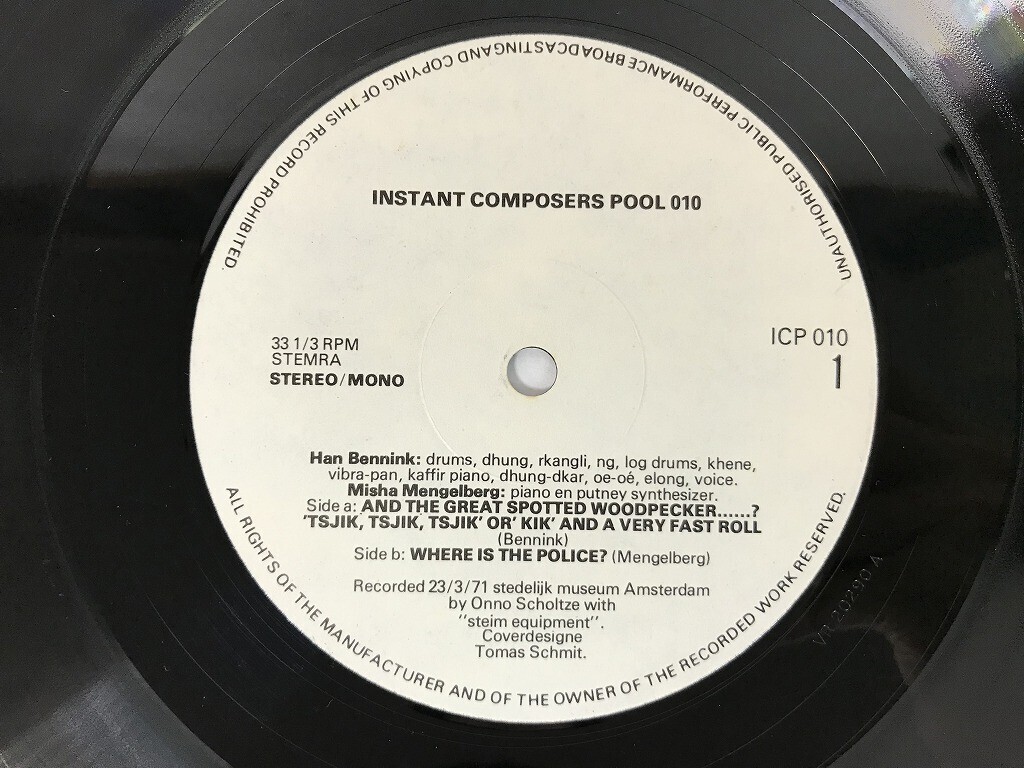 UNAUTHORISED PUBLIC PERFORMANCE BROADCASTING AND COPYING OF THIS RECORD PROHIBITED.
INSTANT COMPOSERS POOL 010
33 1/3 RPM
STEMRA
STEREO/MONO
ICP 010
1
Han Bennink: drums, dhung, rkangli, ng, log drums, khene,
vibra-pan, kaffir piano, dhung-dkar, oe-oé, elong, voice.
Misha Mengelberg: piano en putney synthesizer.
Side a: AND THE GREAT SPOTTED WOODPECKER......?
'TSJIK, TSJIK, TSJIK' OR' KIK' AND A VERY FAST ROLL
(Bennink)
Side b: WHERE IS THE POLICE? (Mengelberg)
Recorded 23/3/71 stedelijk museum Amsterdam
by Onno Scholtze with
"steim equipment".
Coverdesigne
Tomas Schmit.
ALL RIGHTS OF THE MANUFACTURER AND OF THE OWNER OF THE RECORDED WORK RESERVED.
20290 A